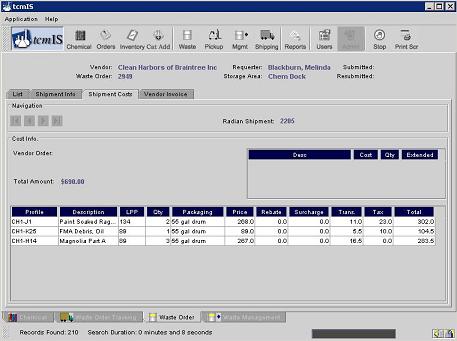 tcmIS
Application Help
tcmIS Chemical Orders Inventory Cat Add Waste Pickup Mgmt Shipping Reports Users Admin Stop Print Scr
Vendor: Clean Harbors of Braintree Inc Requester: Blackburn, Melinda Submitted:
Waste Order: 2949 Storage Area: Chem Dock Resubmitted:
List Shipment Info Shipment Costs Vendor Invoice
Navigation
Radian Shipment: 2205
Cost Info.
Vendor Order:
Desc Cost Qty Extended
Total Amount: $690.00
Profile Description LPP Qty Packaging Price Rebate Surcharge Trans. Tax Total
CH1-J1 Paint Soaked Rag... 134 2 55 gal drum 268.0 0.0 0.0 11.0 23.0 302.0
CH1-K25 FMA Debris, Oil 89 1 55 gal drum 89.0 0.0 0.0 5.5 10.0 104.5
CH1-H14 Magnolia Part A 89 3 55 gal drum 267.0 0.0 0.0 16.5 0.0 283.5
Chemical Waste Order Tracking Waste Order Waste Management
Records Found: 210 Search Duration: 0 minutes and 8 seconds